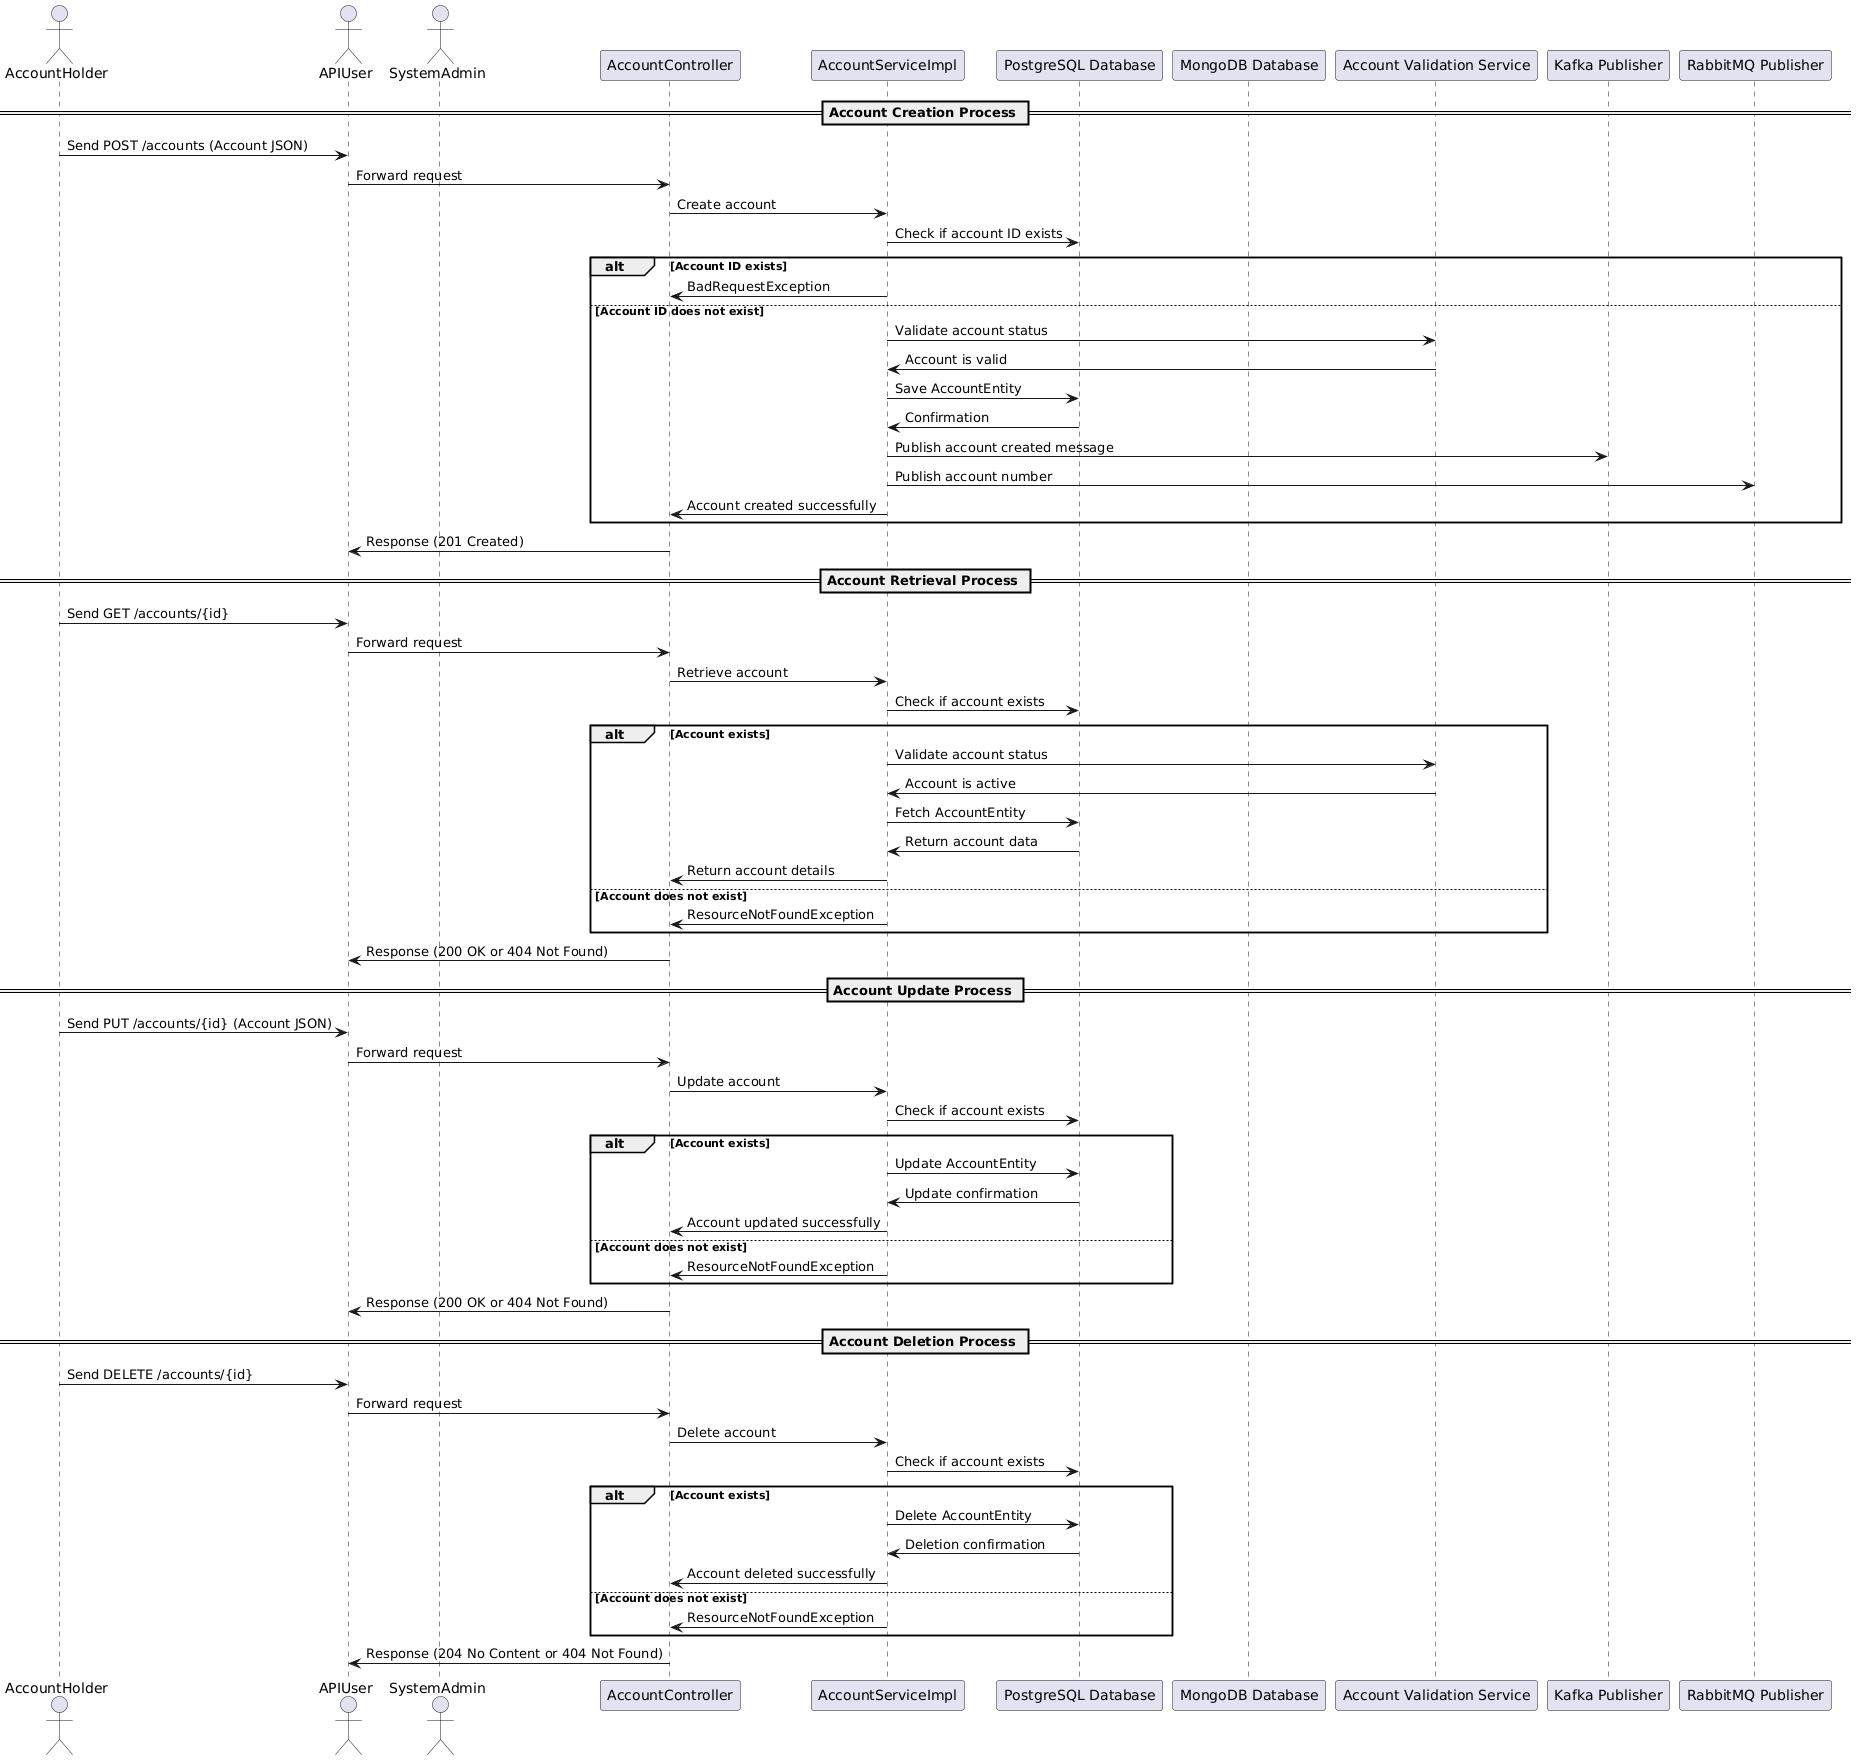 AccountHolder
APIUser
SystemAdmin
AccountController
AccountServiceImpl
PostgreSQL Database
MongoDB Database
Account Validation Service
Kafka Publisher
RabbitMQ Publisher
Account Creation Process
Send POST /accounts (Account JSON)
Forward request
Create account
Check if account ID exists
alt
[Account ID exists]
BadRequestException
[Account ID does not exist]
Validate account status
Account is valid
Save AccountEntity
Confirmation
Publish account created message
Publish account number
Account created successfully
Response (201 Created)
Account Retrieval Process
Send GET /accounts/{id}
Forward request
Retrieve account
Check if account exists
alt
[Account exists]
Validate account status
Account is active
Fetch AccountEntity
Return account data
Return account details
[Account does not exist]
ResourceNotFoundException
Response (200 OK or 404 Not Found)
Account Update Process
Send PUT /accounts/{id} (Account JSON)
Forward request
Update account
Check if account exists
alt
[Account exists]
Update AccountEntity
Update confirmation
Account updated successfully
[Account does not exist]
ResourceNotFoundException
Response (200 OK or 404 Not Found)
Account Deletion Process
Send DELETE /accounts/{id}
Forward request
Delete account
Check if account exists
alt
[Account exists]
Delete AccountEntity
Deletion confirmation
Account deleted successfully
[Account does not exist]
ResourceNotFoundException
Response (204 No Content or 404 Not Found)
AccountHolder
APIUser
SystemAdmin
AccountController
AccountServiceImpl
PostgreSQL Database
MongoDB Database
Account Validation Service
Kafka Publisher
RabbitMQ Publisher